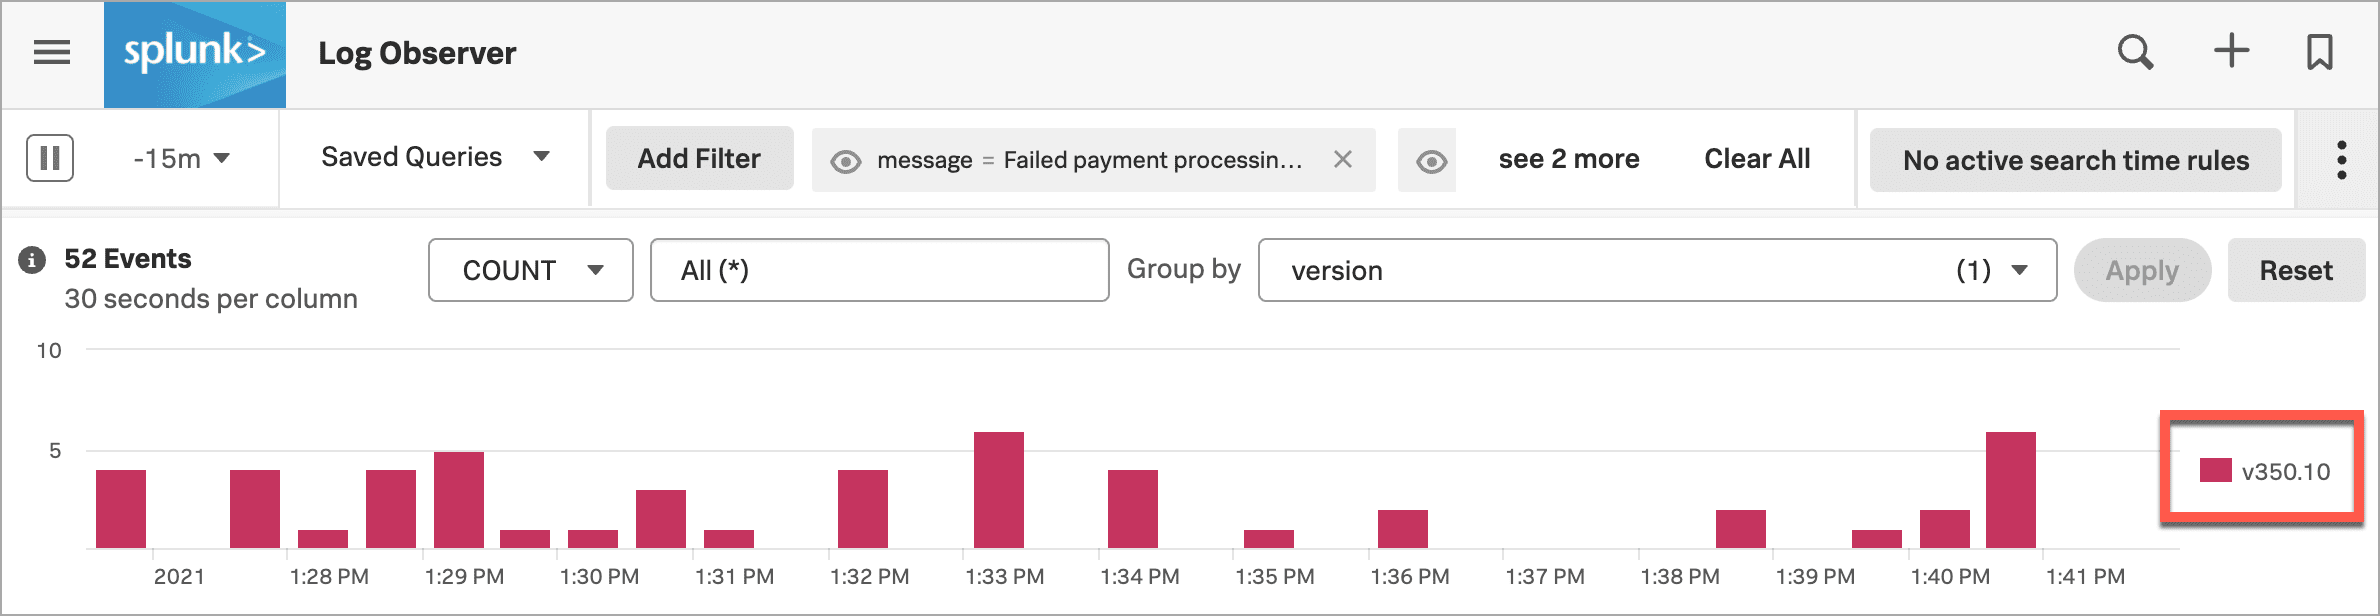 splunk> Log Observer
-15m Saved Queries Add Filter message = Failed payment processin... see 2 more Clear All No active search time rules
52 Events COUNT All (*) Group by version (1) Apply Reset
30 seconds per column
10
5
v350.10
2021 1:28 PM 1:29 PM 1:30 PM 1:31 PM 1:32 PM 1:33 PM 1:34 PM 1:35 PM 1:36 PM 1:37 PM 1:38 PM 1:39 PM 1:40 PM 1:41 PM